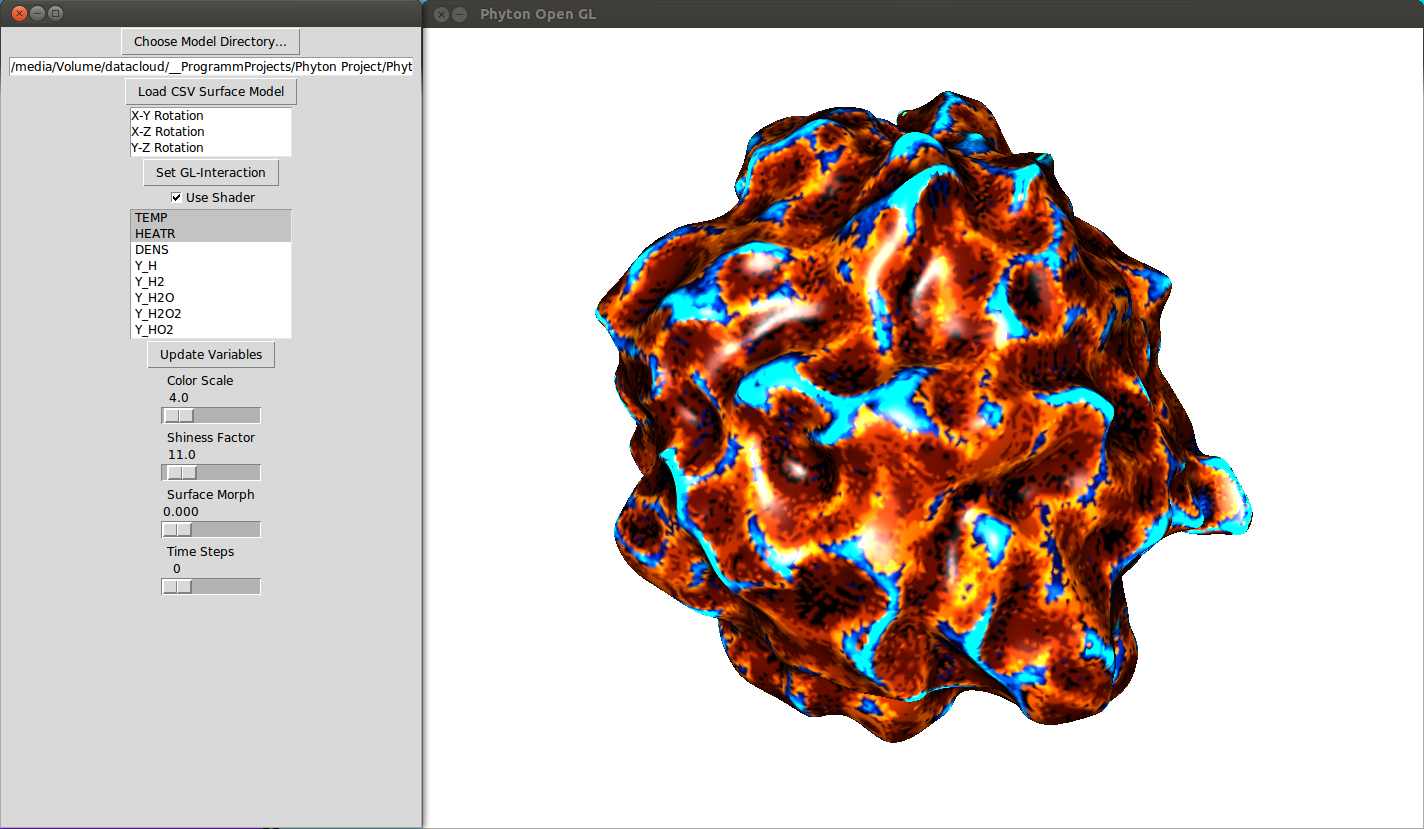 Phyton Open GL
Choose Model Directory...
/media/Volume/datacloud/__ProgrammProjects/Phyton Project/Phyt
Load CSV Surface Model
X-Y Rotation
X-Z Rotation
Y-Z Rotation
Set GL-Interaction
Use Shader
TEMP
HEATR
DENS
Y_H
Y_H2
Y_H2O
Y_H2O2
Y_HO2
Update Variables
Color Scale
4.0
Shiness Factor
11.0
Surface Morph
0.000
Time Steps
0